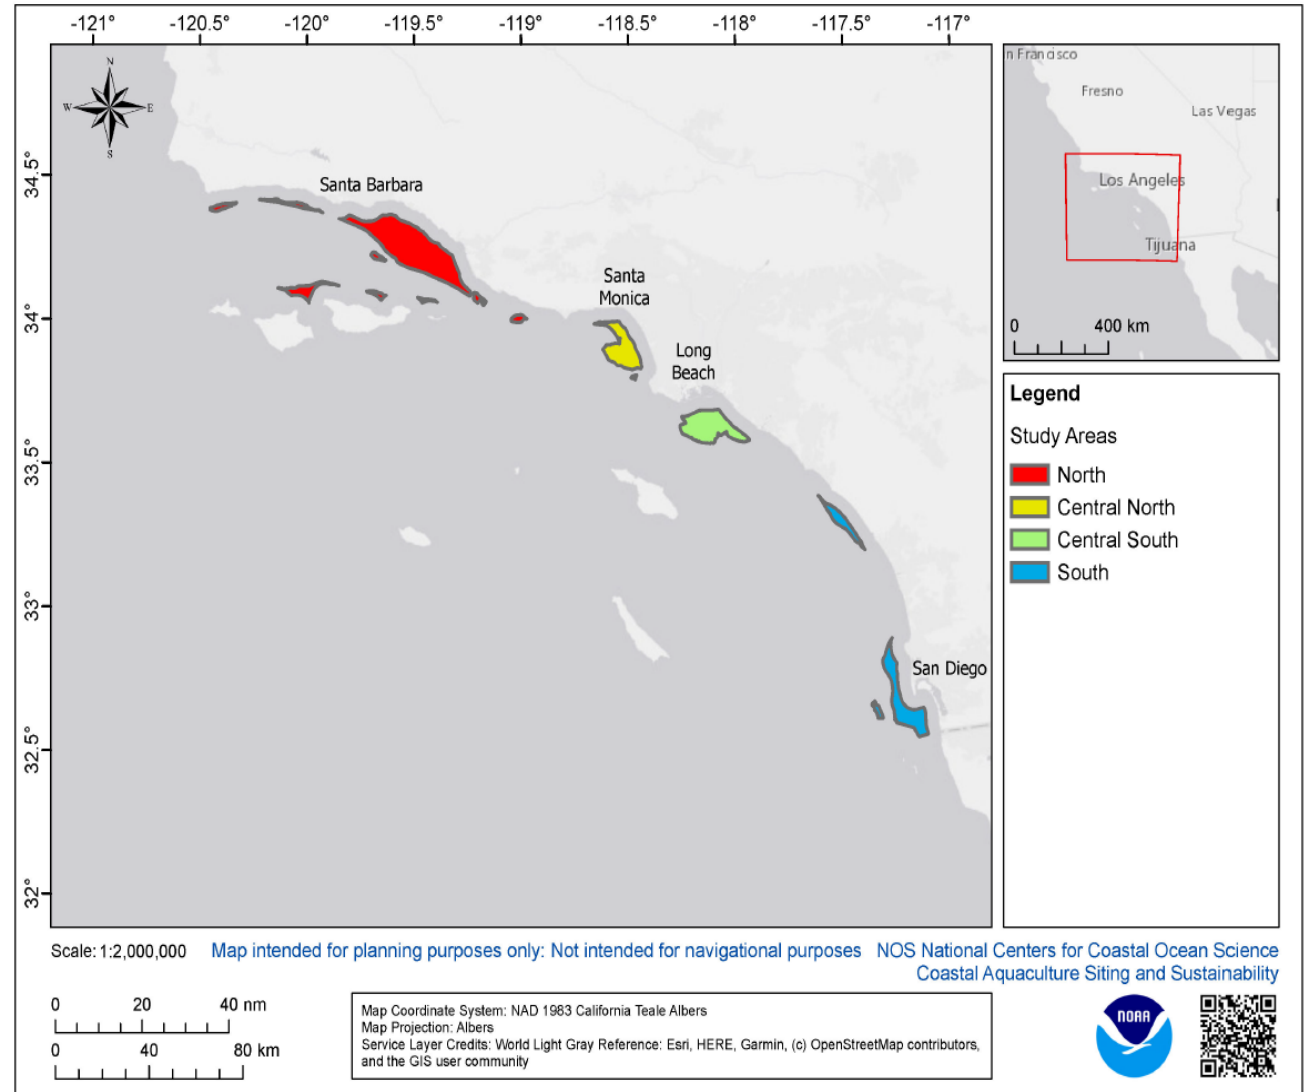 -121° -120.5° -120° -119.5° -119° -118.5° -118° -117.5° -117°
34.5°
34°
33.5°
33°
32.5°
32°
N
W E
S
Santa Barbara
Santa
Monica
Long
Beach
San Diego
n Francisco
Fresno
Las Vegas
Los Angeles
Tijuana
0 400 km
Legend
Study Areas
North
Central North
Central South
South
Scale: 1:2,000,000 Map intended for planning purposes only: Not intended for navigational purposes NOS National Centers for Coastal Ocean Science
Coastal Aquaculture Siting and Sustainability
0 20 40 nm
0 40 80 km
Map Coordinate System: NAD 1983 California Teale Albers
Map Projection: Albers
Service Layer Credits: World Light Gray Reference: Esri, HERE, Garmin, (c) OpenStreetMap contributors,
and the GIS user community
NOAA